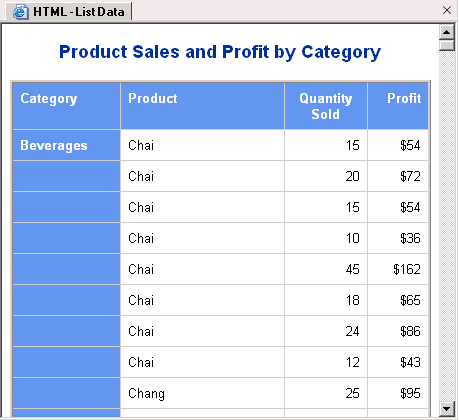 HTML - List Data
Product Sales and Profit by Category
Category Product Quantity Sold Profit
Beverages Chai 15 $54
Chai 20 $72
Chai 15 $54
Chai 10 $36
Chai 45 $162
Chai 18 $65
Chai 24 $86
Chai 12 $43
Chang 25 $95